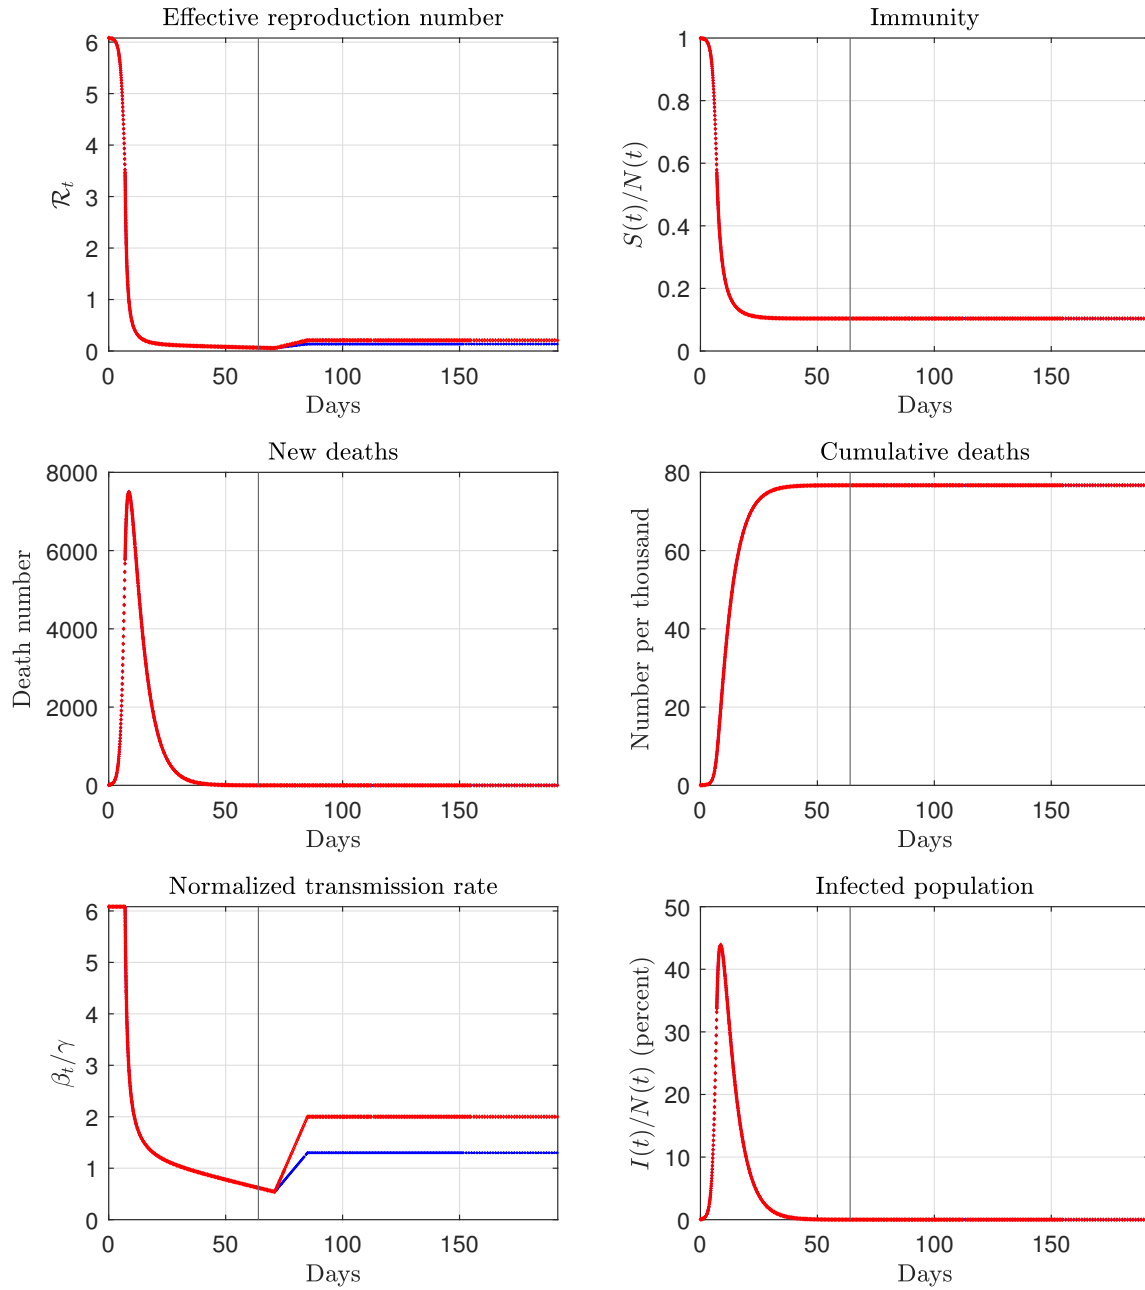 Effective reproduction number
6
5
4
3
2
1
0
ℛₜ
0 50 100 150
Days
Immunity
1
0.8
0.6
0.4
0.2
0
S(t)/N(t)
0 50 100 150
Days
New deaths
8000
6000
4000
2000
0
Death number
0 50 100 150
Days
Cumulative deaths
80
60
40
20
0
Number per thousand
0 50 100 150
Days
Normalized transmission rate
6
5
4
3
2
1
0
βₜ/γ
0 50 100 150
Days
Infected population
50
40
30
20
10
0
I(t)/N(t) (percent)
0 50 100 150
Days